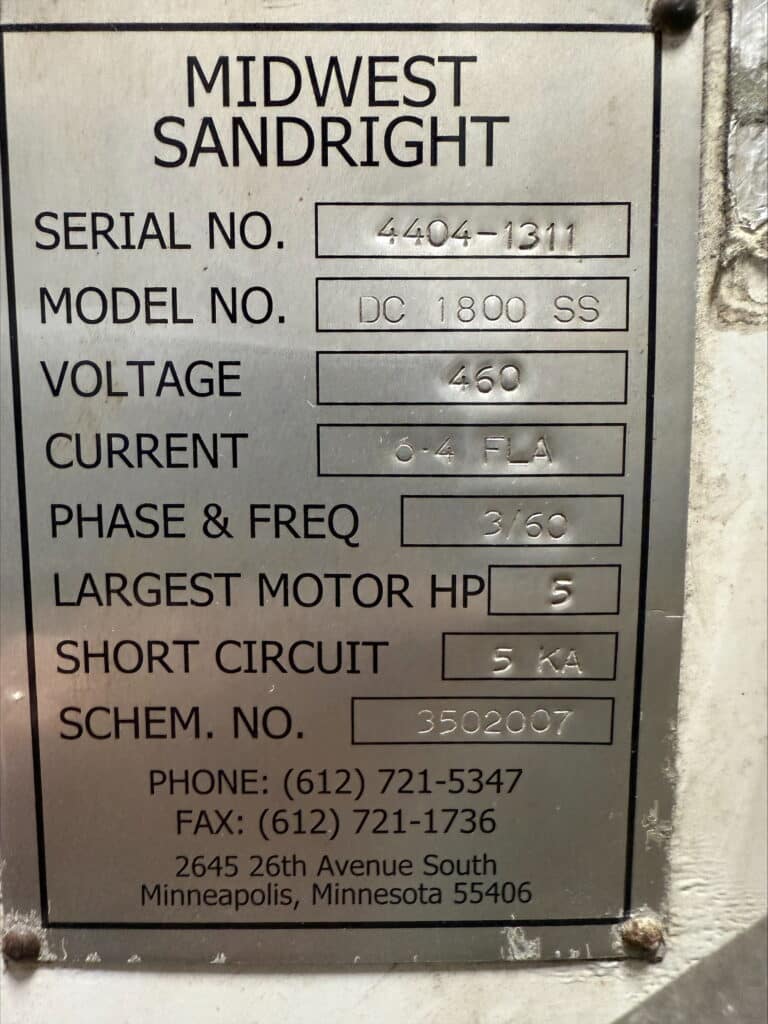 MIDWEST
SANDRIGHT
SERIAL NO. 4404-1311
MODEL NO. DC 1800 SS
VOLTAGE 460
CURRENT 6.4 FLA
PHASE & FREQ 3/60
LARGEST MOTOR HP 5
SHORT CIRCUIT 5 KA
SCHEM. NO. 3502007
PHONE: (612) 721-5347
FAX: (612) 721-1736
2645 26th Avenue South
Minneapolis, Minnesota 55406